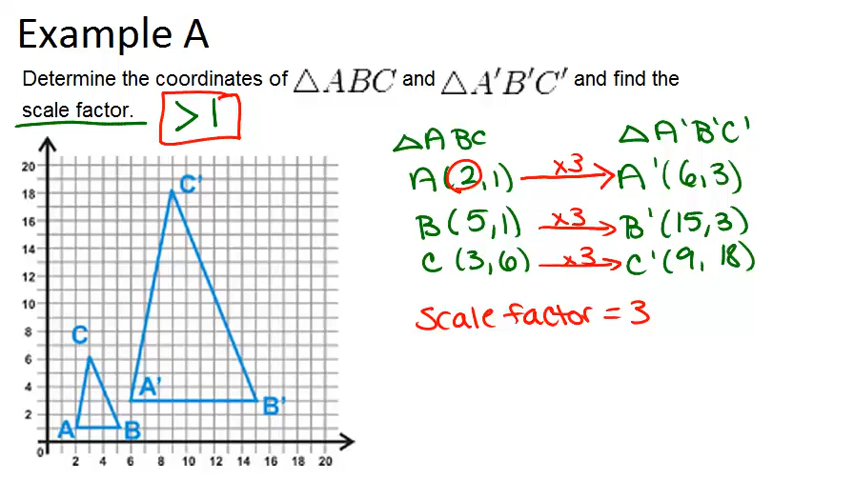 Example A
Determine the coordinates of △ABC and △A'B'C' and find the
scale factor. >1
△ABC △A'B'C'
A(2,1) ×3 A'(6,3)
B(5,1) ×3 B'(15,3)
C(3,6) ×3 C'(9,18)
Scale factor = 3
20
18
16
14
12
10
8
6
4
2
0
2 4 6 8 10 12 14 16 18 20
C'
C
A'
B'
A
B